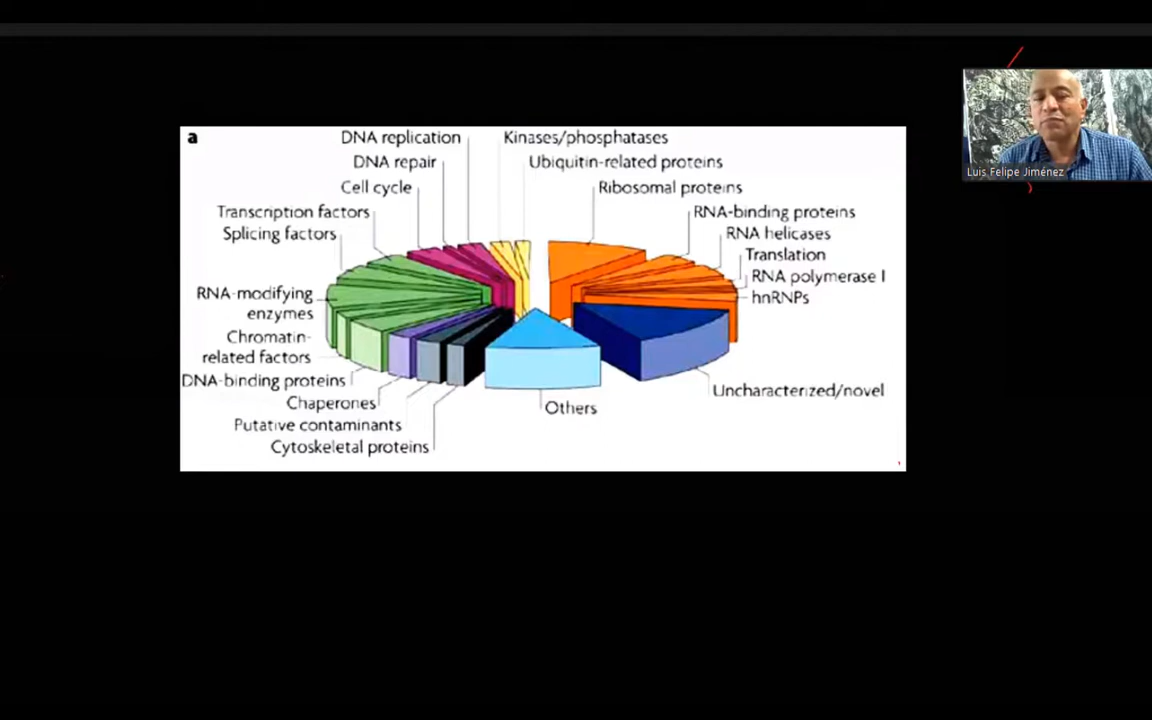 a
DNA replication
Kinases/phosphatases
DNA repair
Ubiquitin-related proteins
Cell cycle
Ribosomal proteins
Transcription factors
RNA-binding proteins
Splicing factors
RNA helicases
Translation
RNA polymerase I
RNA-modifying
enzymes
hnRNPs
Chromatin-
related factors
DNA-binding proteins
Uncharacterized/novel
Chaperones
Others
Putative contaminants
Cytoskeletal proteins
Luis Felipe Jiménez